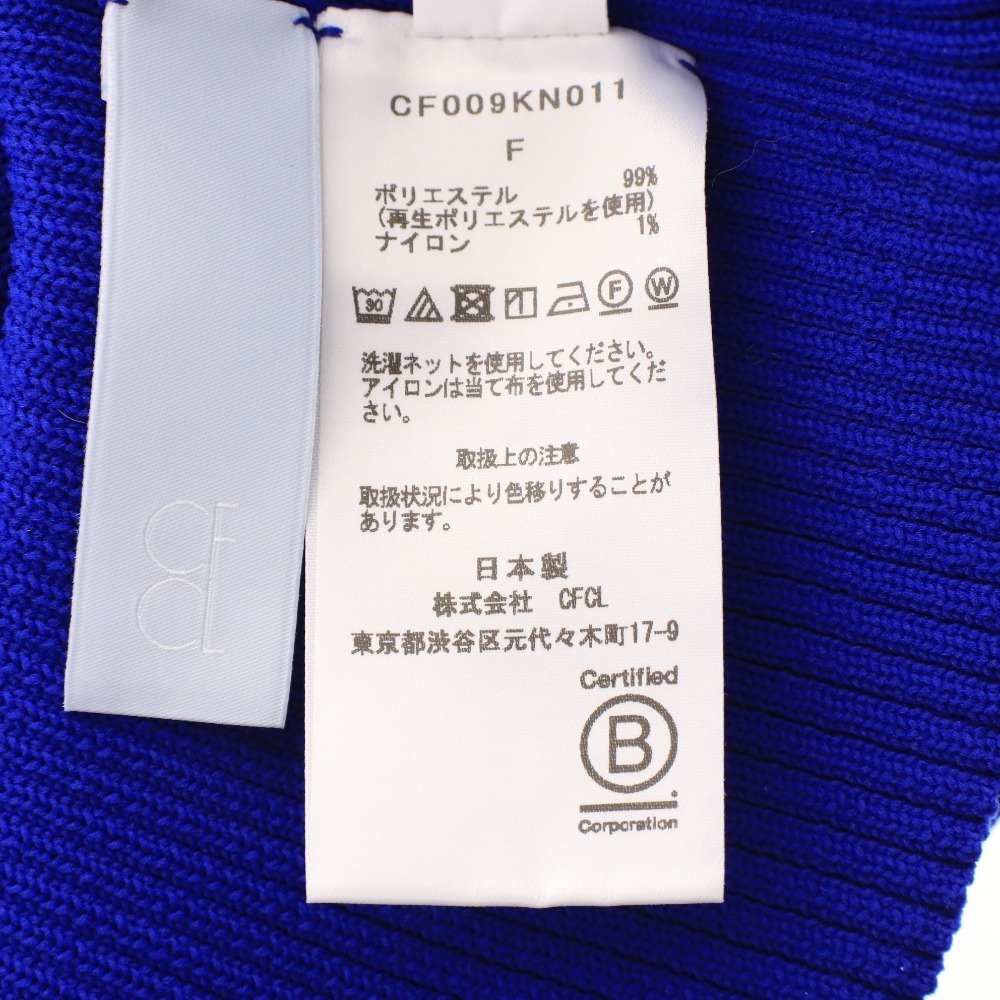 CF
CL
CF009KN011
F
ポリエステル 99%
(再生ポリエステルを使用)
ナイロン 1%
30 F W
洗濯ネットを使用してください。
アイロンは当て布を使用してくだ
さい。
取扱上の注意
取扱状況により色移りすることが
あります。
日本製
株式会社 CFCL
東京都渋谷区元代々木町17-9
Certified
B
Corporation